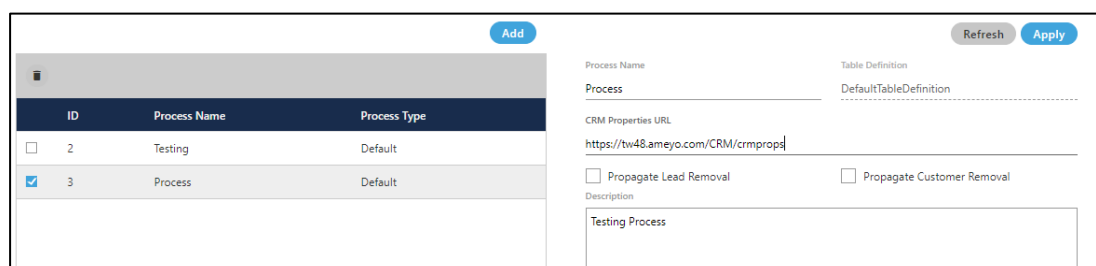 Add
ID Process Name Process Type
2 Testing Default
3 Process Default
Refresh Apply
Process Name Table Definition
Process DefaultTableDefinition
CRM Properties URL
https://tw48.ameyo.com/CRM/crmprops
Propagate Lead Removal Propagate Customer Removal
Description
Testing Process